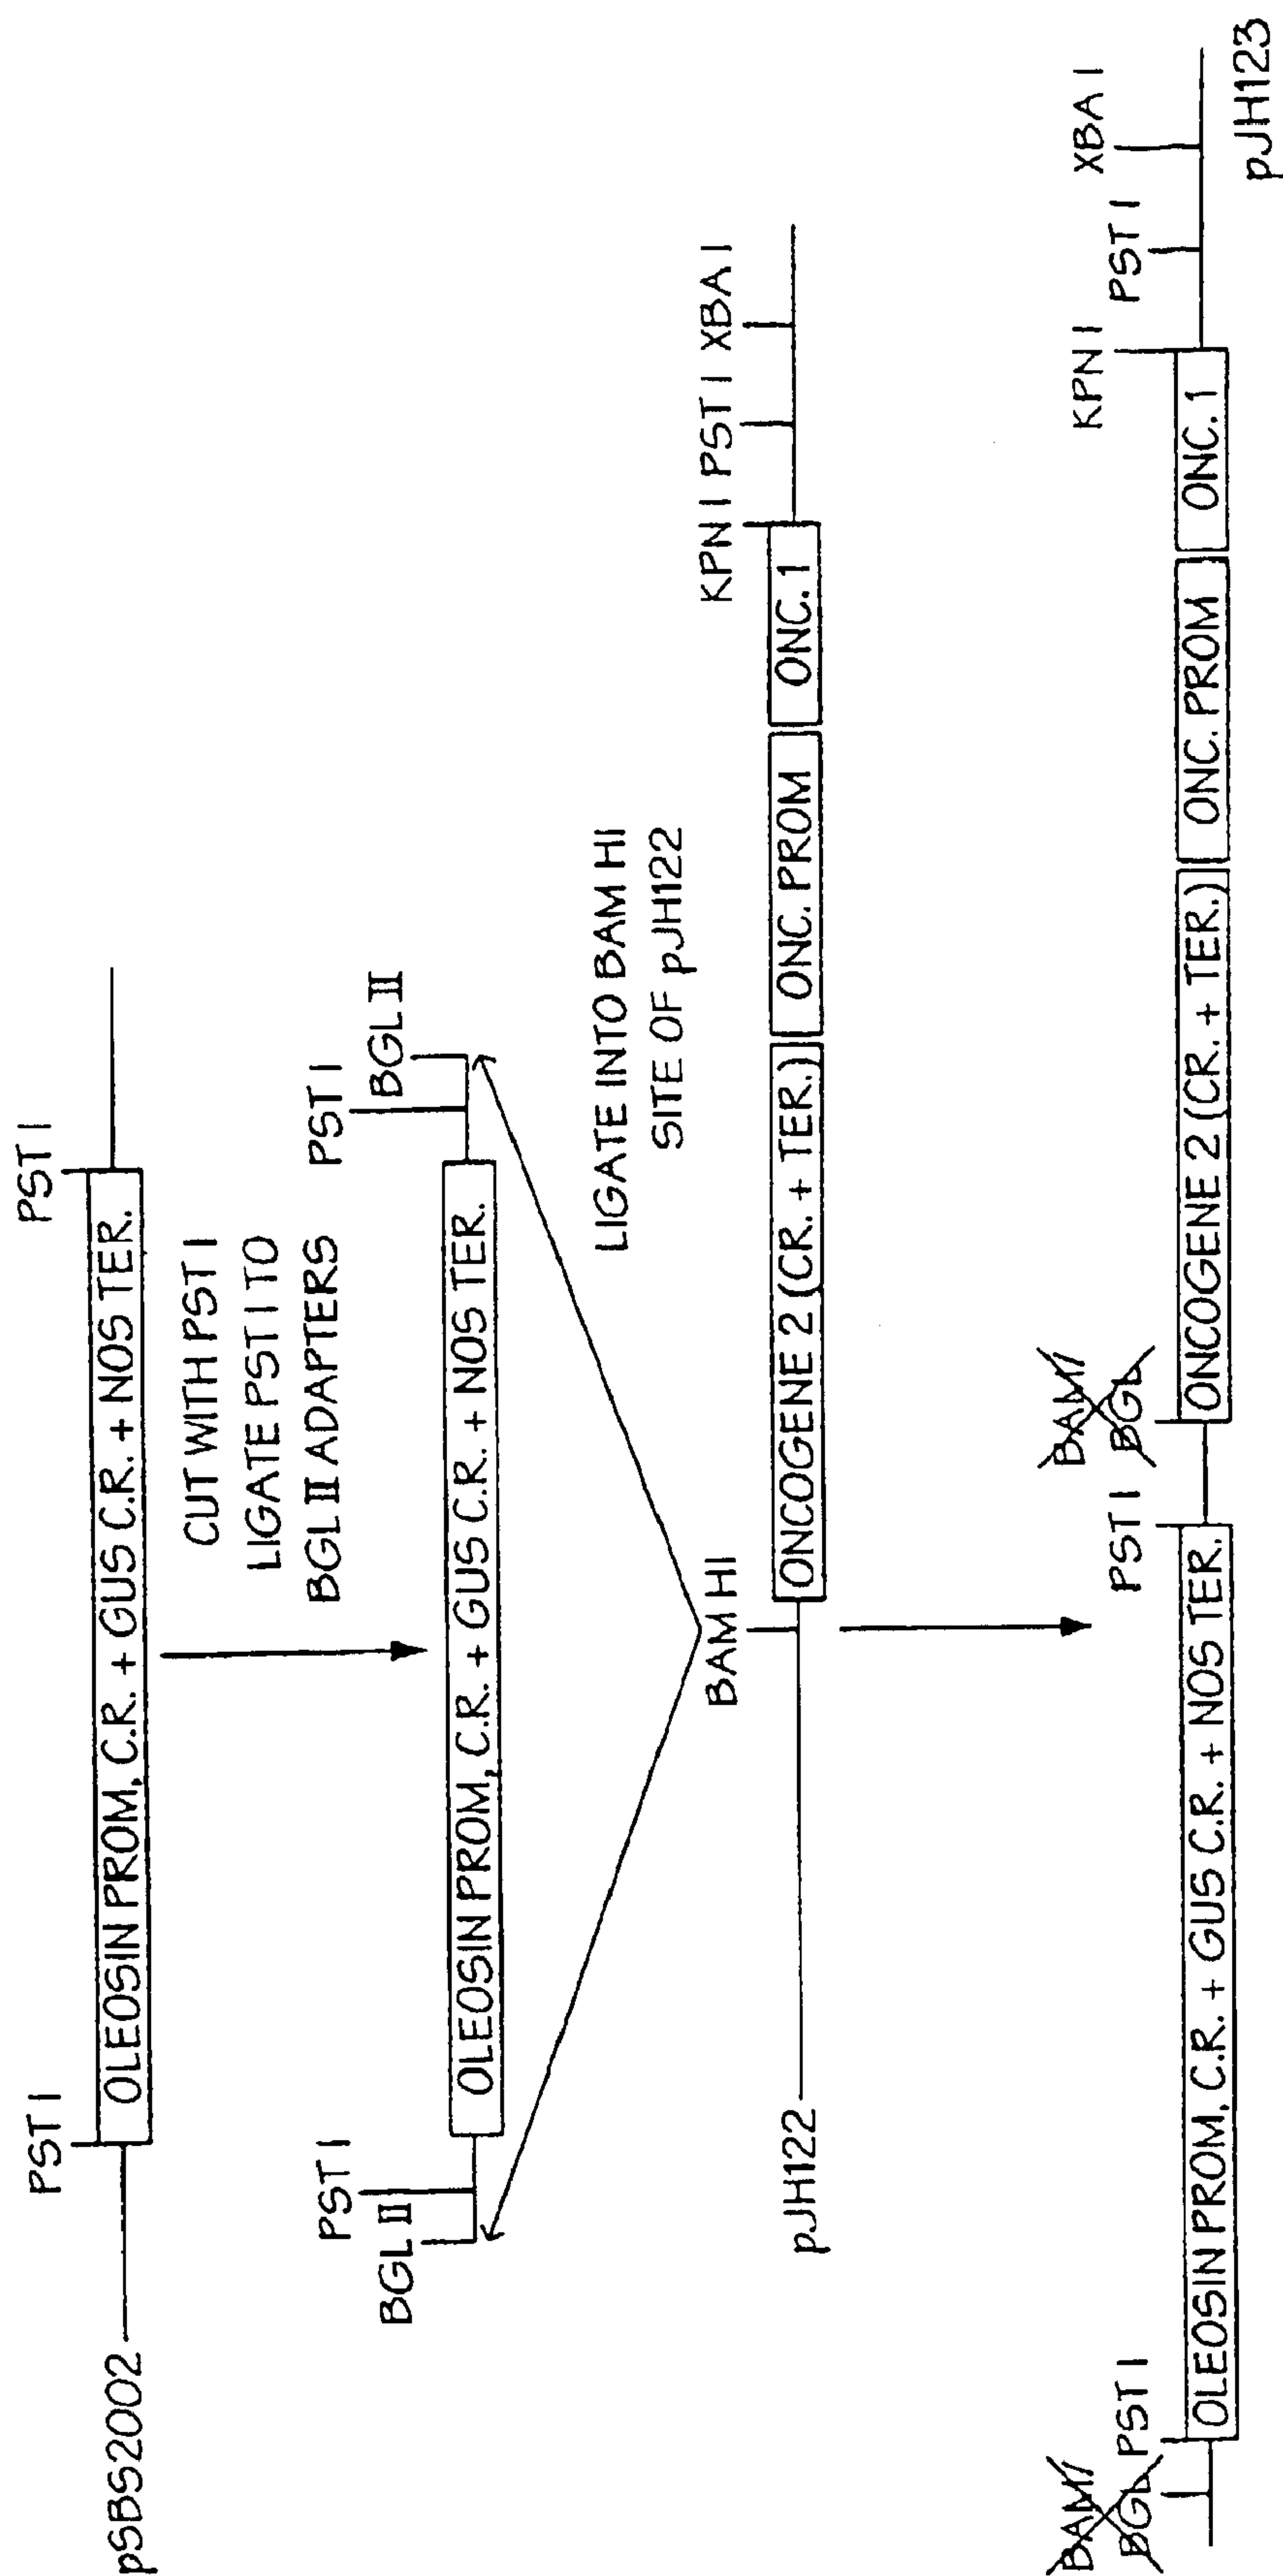 PST I
PST I
pSBS2002
OLEOSIN PROM, C.R. + GUS C.R. + NOS TER.
CUT WITH PST I
LIGATE PST I TO
BGL II ADAPTERS
PST I
BGL II
PST I
BGL II
OLEOSIN PROM, C.R. + GUS C.R. + NOS TER.
LIGATE INTO BAM HI
SITE OF pJH122
BAM HI
KPN I PST I XBA I
pJH122
ONCOGENE 2 (CR. + TER.)
ONC. PROM
ONC. 1
BAM1
BGL
PST I
PST I
BAM1
BGL
KPN I
PST I
XBA I
OLEOSIN PROM, C.R. + GUS C.R. + NOS TER.
ONCOGENE 2 (CR. + TER.)
ONC. PROM
ONC. 1
pJH123